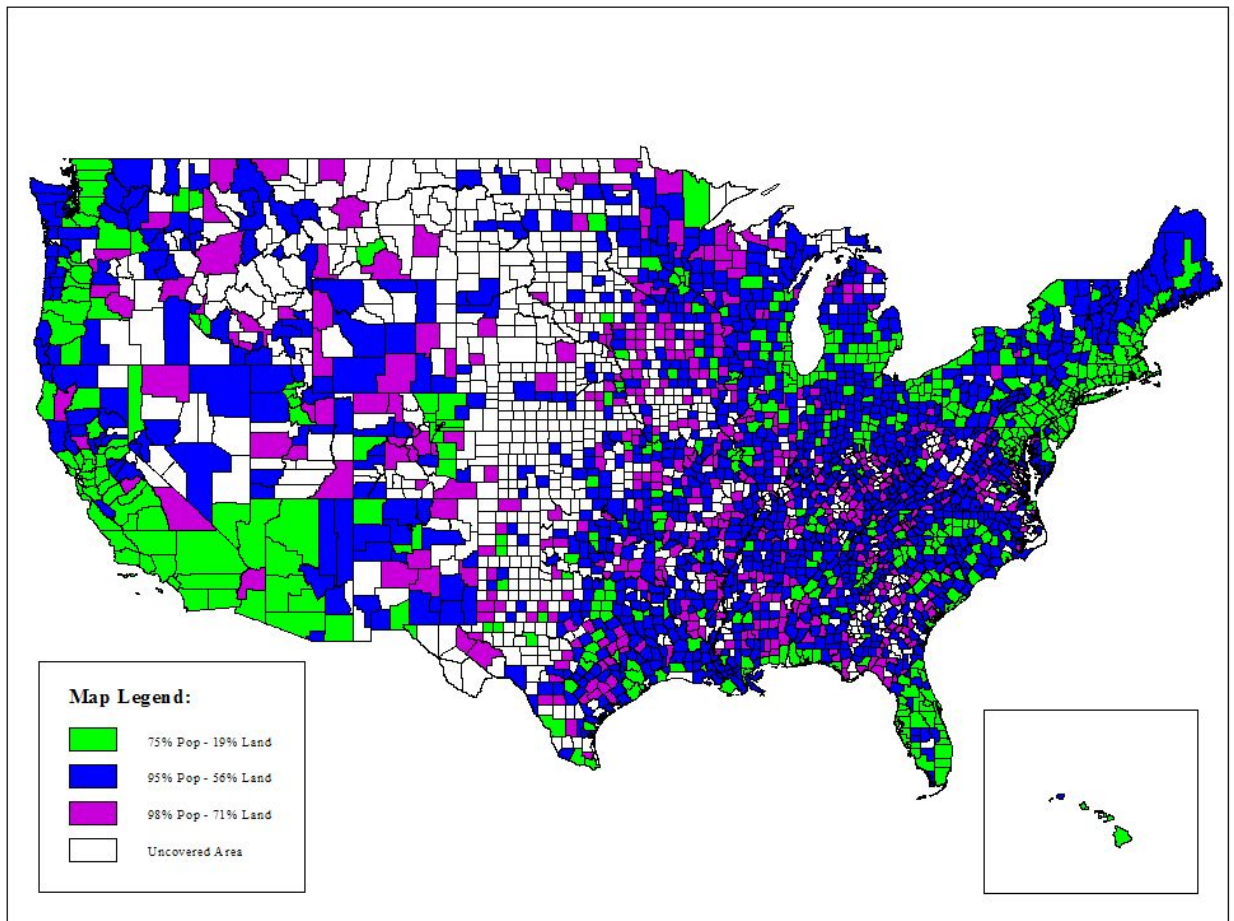 Map Legend:
75% Pop - 19% Land
95% Pop - 56% Land
98% Pop - 71% Land
Uncovered Area